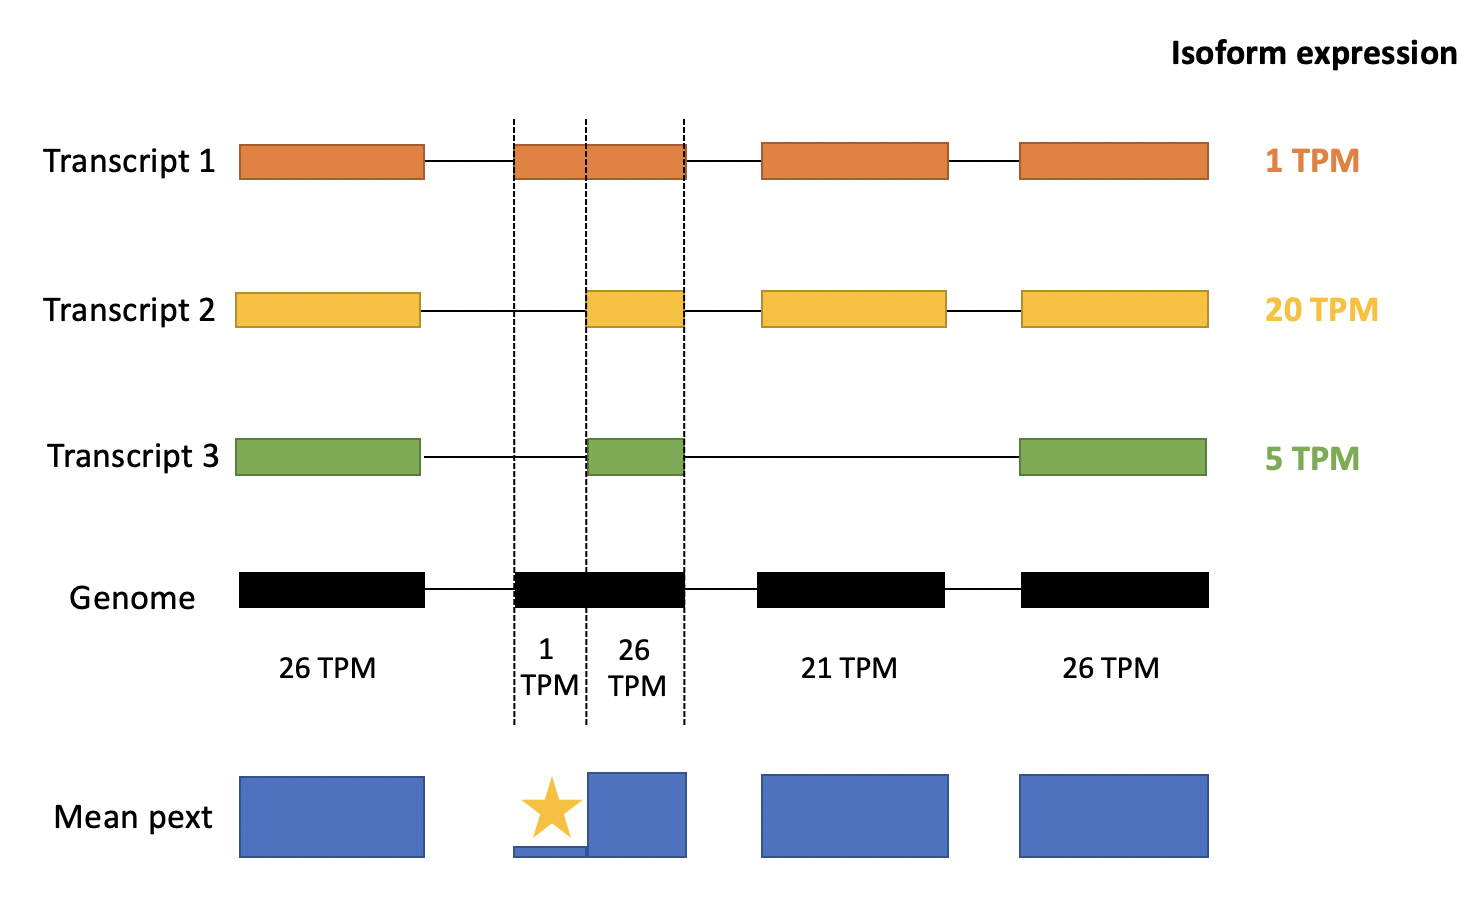 Isoform expression
Transcript 1
1 TPM
Transcript 2
20 TPM
Transcript 3
5 TPM
Genome
26 TPM
1
TPM
26
TPM
21 TPM
26 TPM
Mean pext